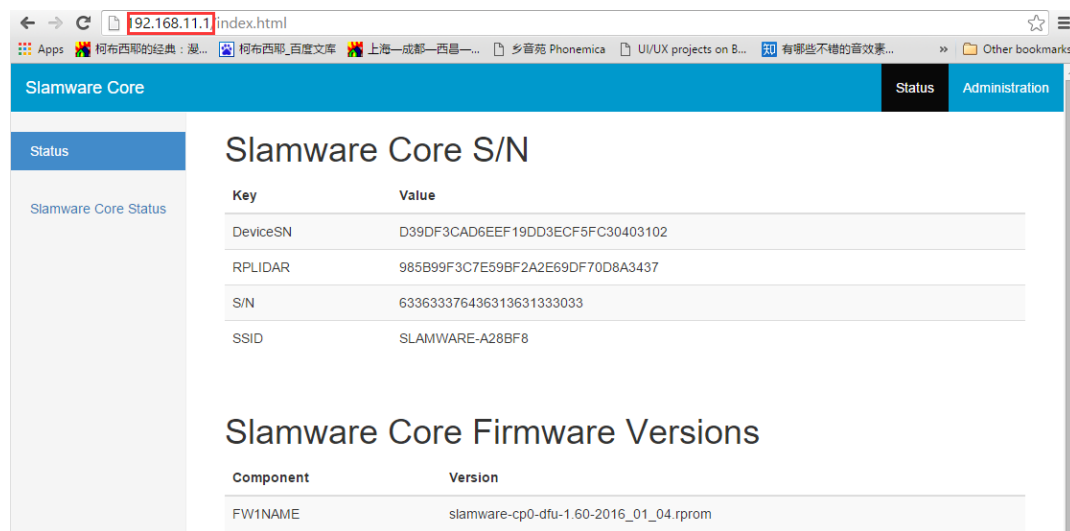 192.168.11.1/index.html
Apps 柯布西耶的经典：漫... 柯布西耶_百度文库 上海—成都—西昌—... 乡音苑 Phonemica UI/UX projects on B... 知 有哪些不错的音效素... » Other bookmarks
Slamware Core Status Administration
Status
Slamware Core Status
Slamware Core S/N
Key Value
DeviceSN D39DF3CAD6EEF19DD3ECF5FC30403102
RPLIDAR 985B99F3C7E59BF2A2E69DF70D8A3437
S/N 633633376436313631333033
SSID SLAMWARE-A28BF8
Slamware Core Firmware Versions
Component Version
FW1NAME slamware-cp0-dfu-1.60-2016_01_04.rprom